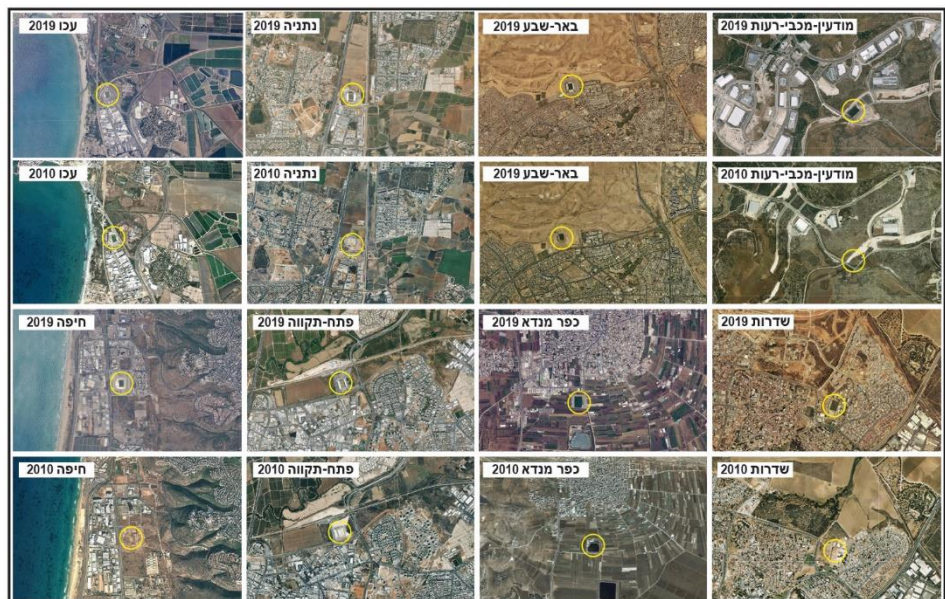 מודעין-מכבי-רעות 2019
באר-שבע 2019
נתניה 2019
עכו 2019
מודעין-מכבי-רעות 2010
באר-שבע 2019
נתניה 2010
עכו 2010
שדרות 2019
כפר מנדא 2019
פתח-תקווה 2019
חיפה 2019
שדרות 2010
כפר מנדא 2010
פתח-תקווה 2010
חיפה 2010